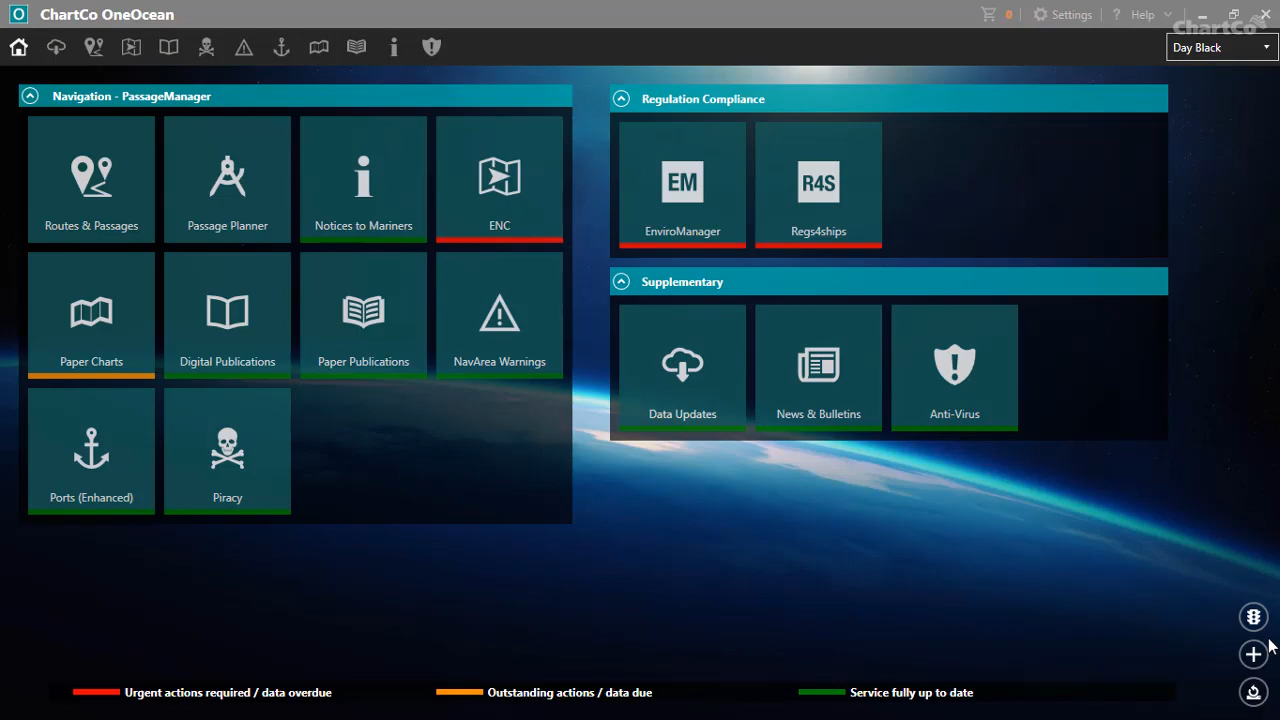 ChartCo OneOcean
0
Settings
? Help
ChartCo
Day Black
Navigation - PassageManager
Routes & Passages
Passage Planner
Notices to Mariners
ENC
Paper Charts
Digital Publications
Paper Publications
NavArea Warnings
Ports (Enhanced)
Piracy
Regulation Compliance
EM
EnviroManager
R4S
Regs4ships
Supplementary
Data Updates
News & Bulletins
Anti-Virus
Urgent actions required / data overdue
Outstanding actions / data due
Service fully up to date